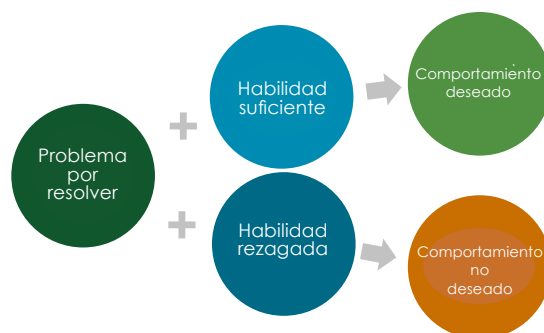 Problema
por
resolver
Habilidad
suficiente
Comportamiento
deseado
Habilidad
rezagada
Comportamiento
no
deseado